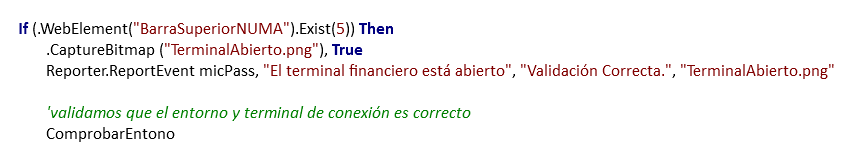 If (.WebElement("BarraSuperiorNUMA").Exist(5)) Then
.CaptureBitmap ("TerminalAbierto.png"), True
Reporter.ReportEvent micPass, "El terminal financiero está abierto", "Validación Correcta.", "TerminalAbierto.png"
'validamos que el entorno y terminal de conexión es correcto
ComprobarEntono